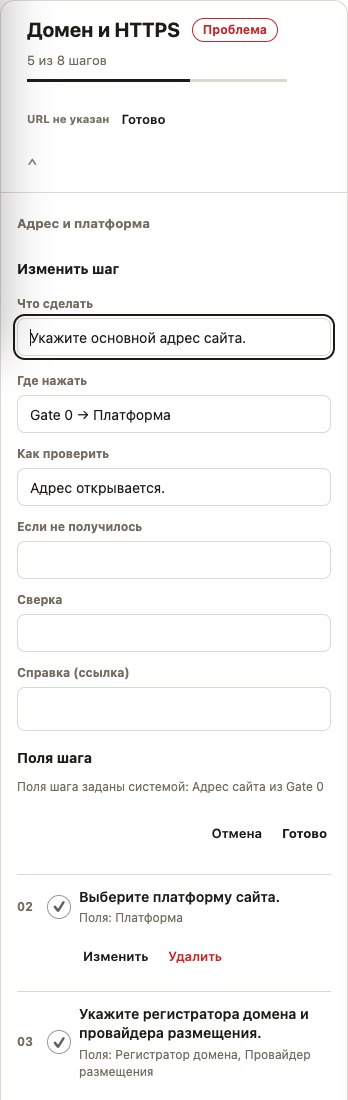 Домен и HTTPS Проблема
5 из 8 шагов
URL не указан Готово
Адрес и платформа
Изменить шаг
Что сделать
Укажите основной адрес сайта.
Где нажать
Gate 0 → Платформа
Как проверить
Адрес открывается.
Если не получилось
Сверка
Справка (ссылка)
Поля шага
Поля шага заданы системой: Адрес сайта из Gate 0
Отмена Готово
02 Выберите платформу сайта.
Поля: Платформа
Изменить Удалить
Укажите регистратора домена и
03 провайдера размещения.
Поля: Регистратор домена, Провайдер
размещения